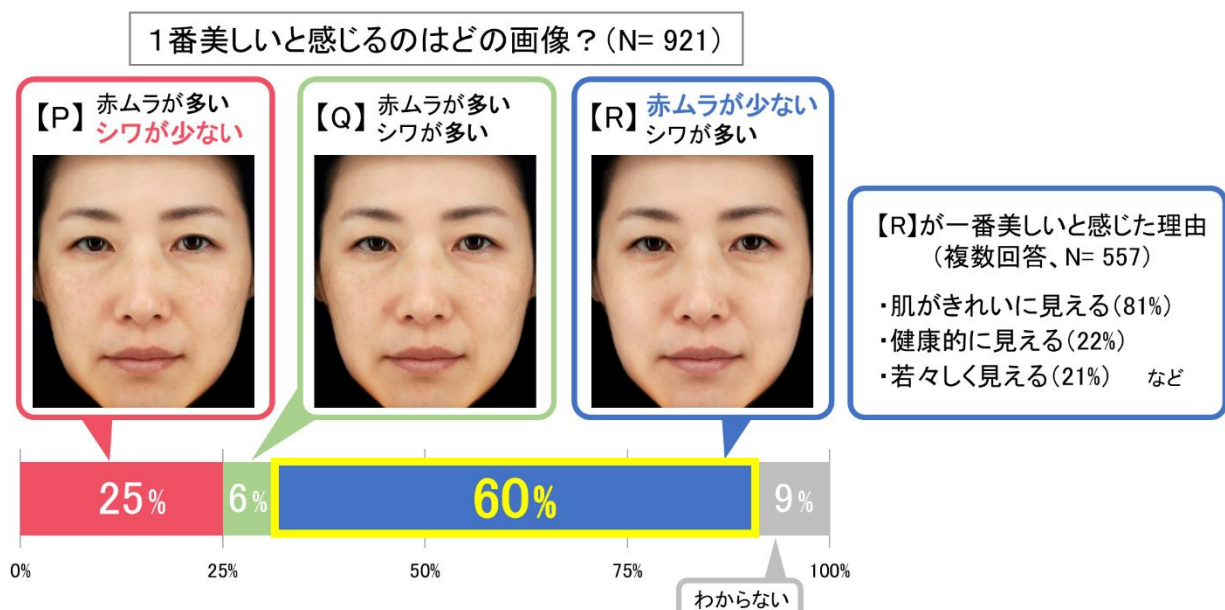 1番美しいと感じるのはどの画像？(N= 921)
【P】赤ムラが多い
シワが少ない
【Q】赤ムラが多い
シワが多い
【R】赤ムラが少ない
シワが多い
【R】が一番美しいと感じた理由
(複数回答、N= 557)
・肌がきれいに見える(81%)
・健康的に見える(22%)
・若々しく見える(21%) など
25%
6%
60%
9%
0%
25%
50%
75%
100%
わからない